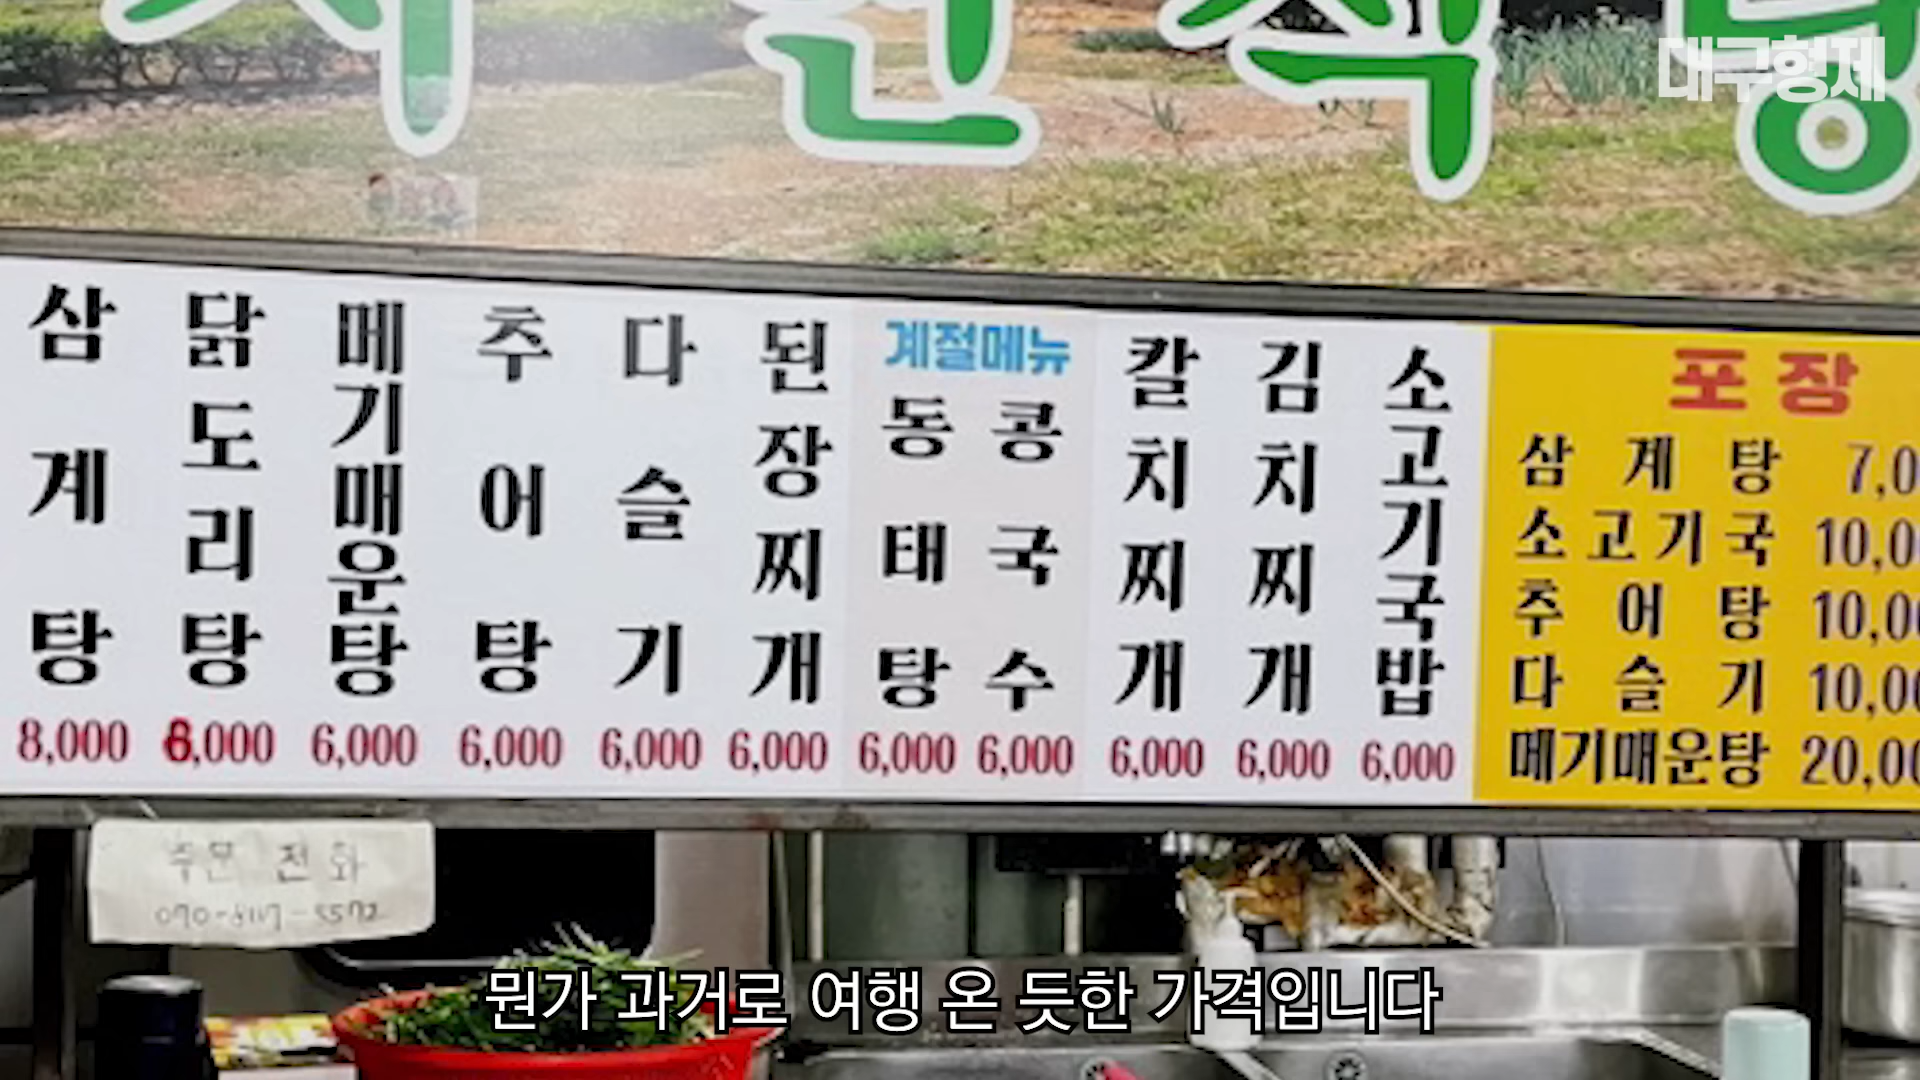 대구형제
식
삼계탕 8,000
닭도리탕 6,000
메기매운탕 6,000
추어탕 6,000
다슬기 6,000
된장찌개 6,000
계절메뉴
동태탕 6,000
콩국수 6,000
칼치찌개 6,000
김치찌개 6,000
소고기국밥 6,000
포장
삼계탕 7,0
소고기국 10,0
추어탕 10,00
다슬기 10,00
메기매운탕 20,00
주문 전화
뭔가 과거로 여행 온 듯한 가격입니다